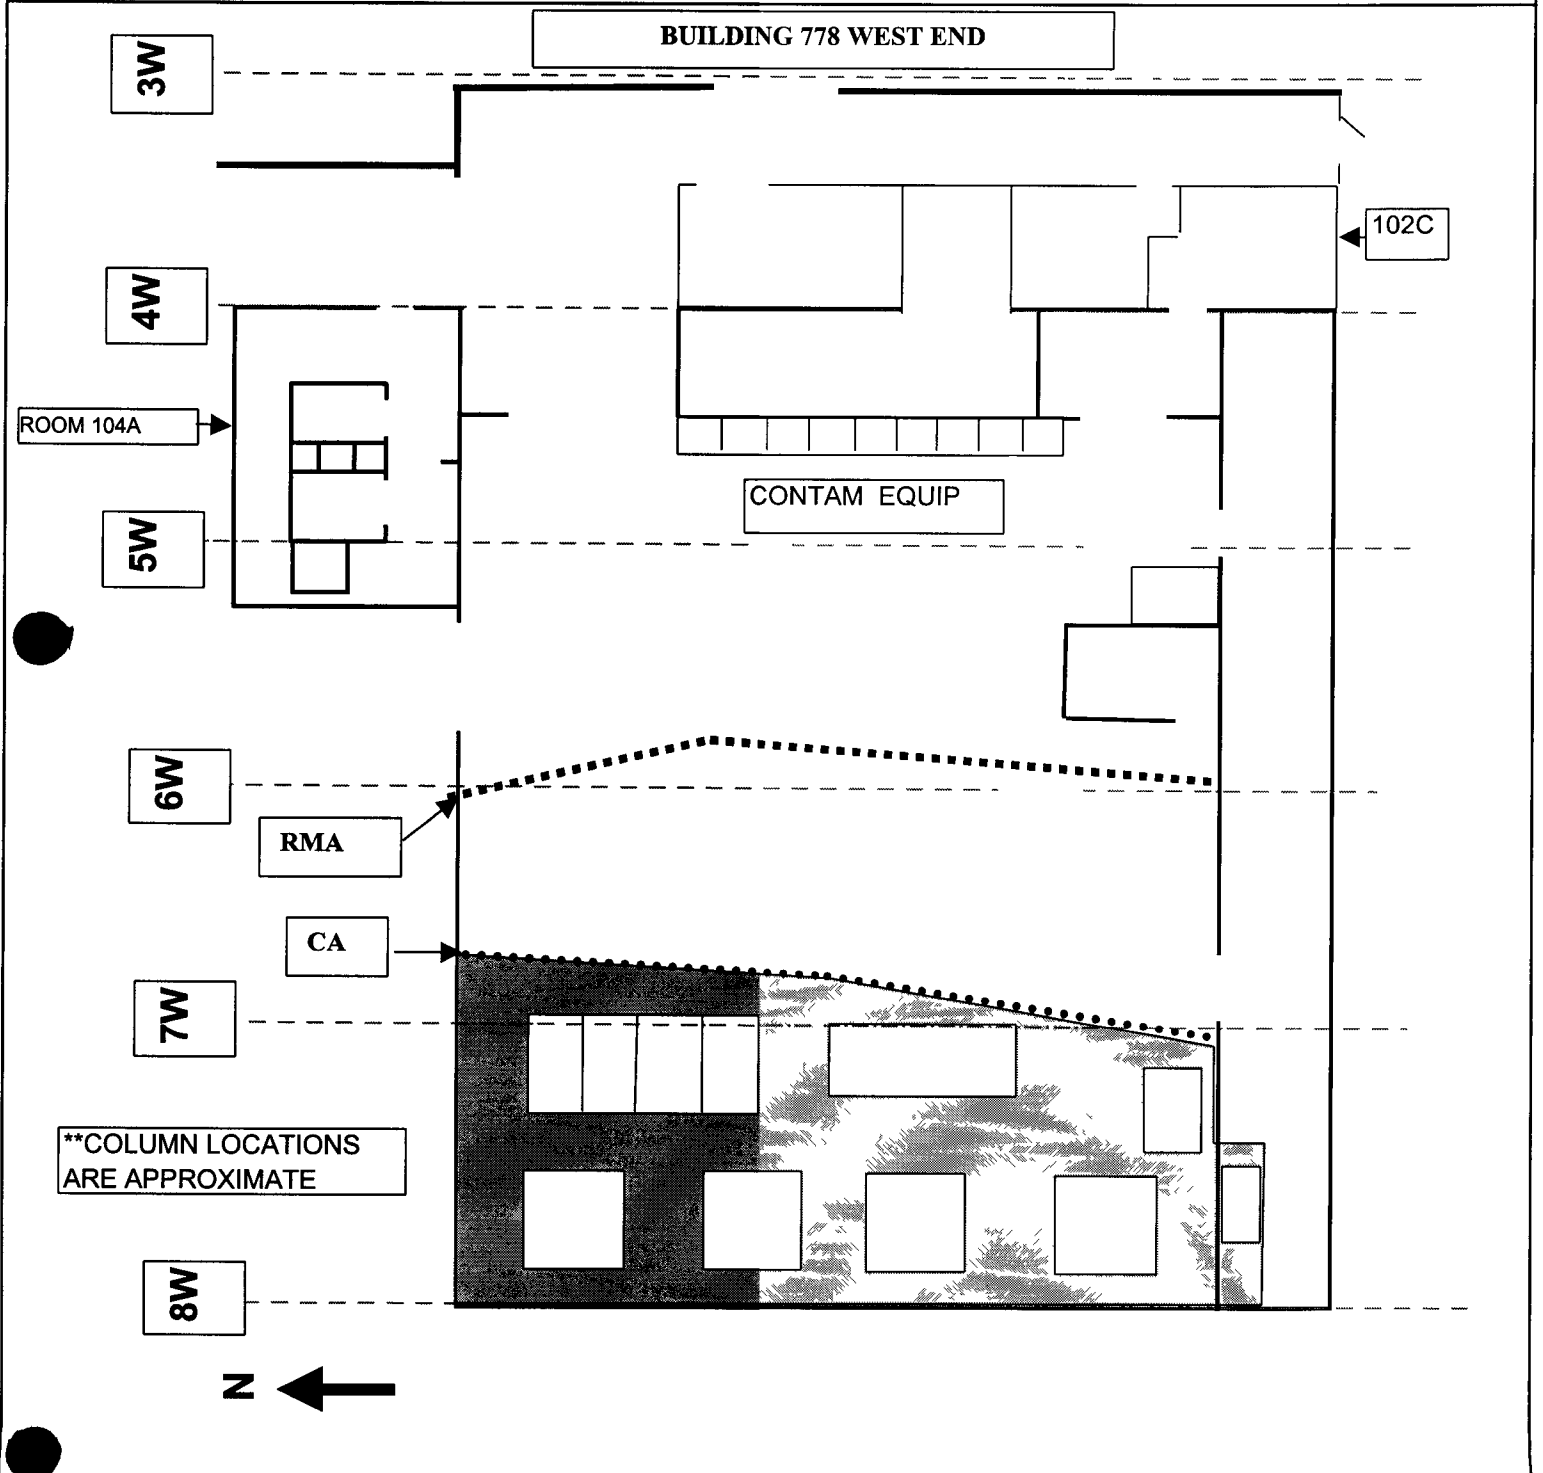 BUILDING 778 WEST END
3W
102C
4W
ROOM 104A
CONTAM EQUIP
5W
6W
RMA
CA
7W
**COLUMN LOCATIONS
ARE APPROXIMATE
8W
N